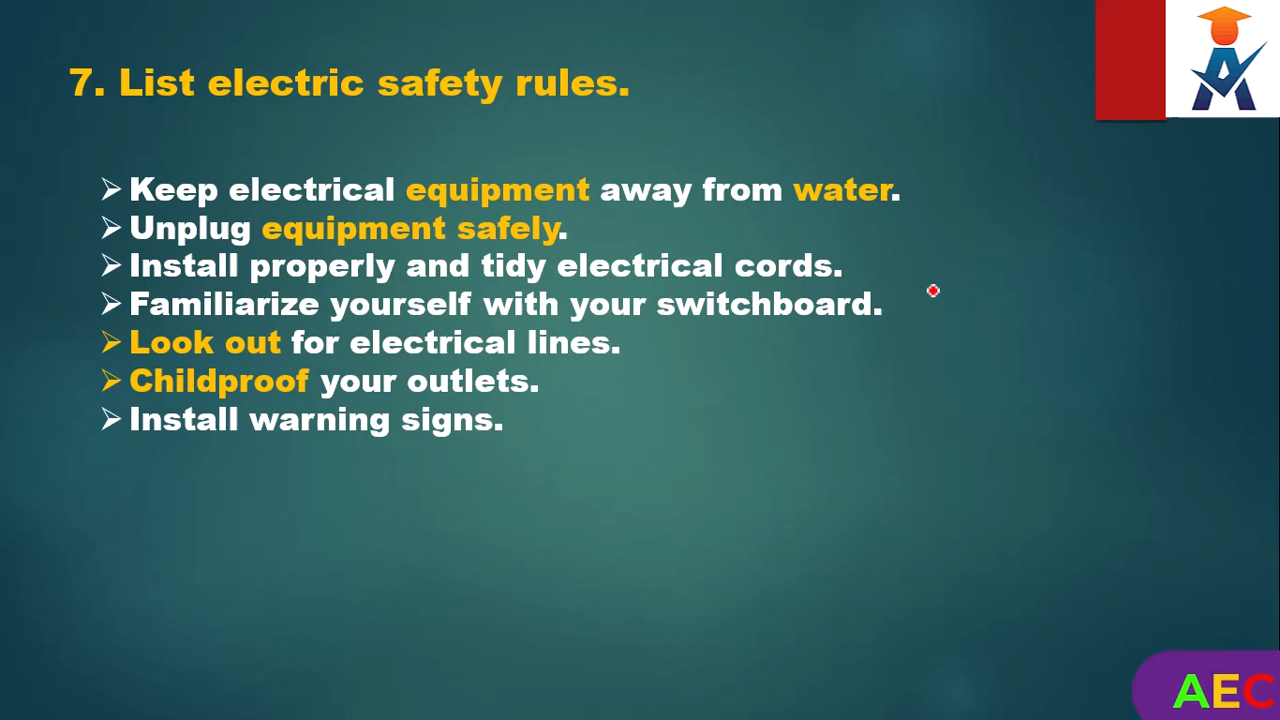 7. List electric safety rules.
➢ Keep electrical equipment away from water.
➢ Unplug equipment safely.
➢ Install properly and tidy electrical cords.
➢ Familiarize yourself with your switchboard.
➢ Look out for electrical lines.
➢ Childproof your outlets.
➢ Install warning signs.
AEC